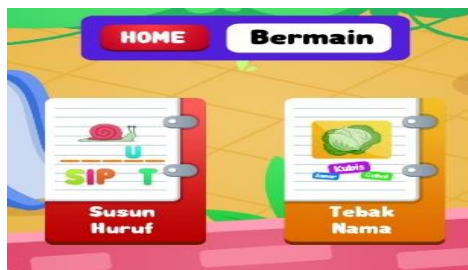 HOME Bermain
U
SIP T
Kubis
Susun
Huruf
Tebak
Nama